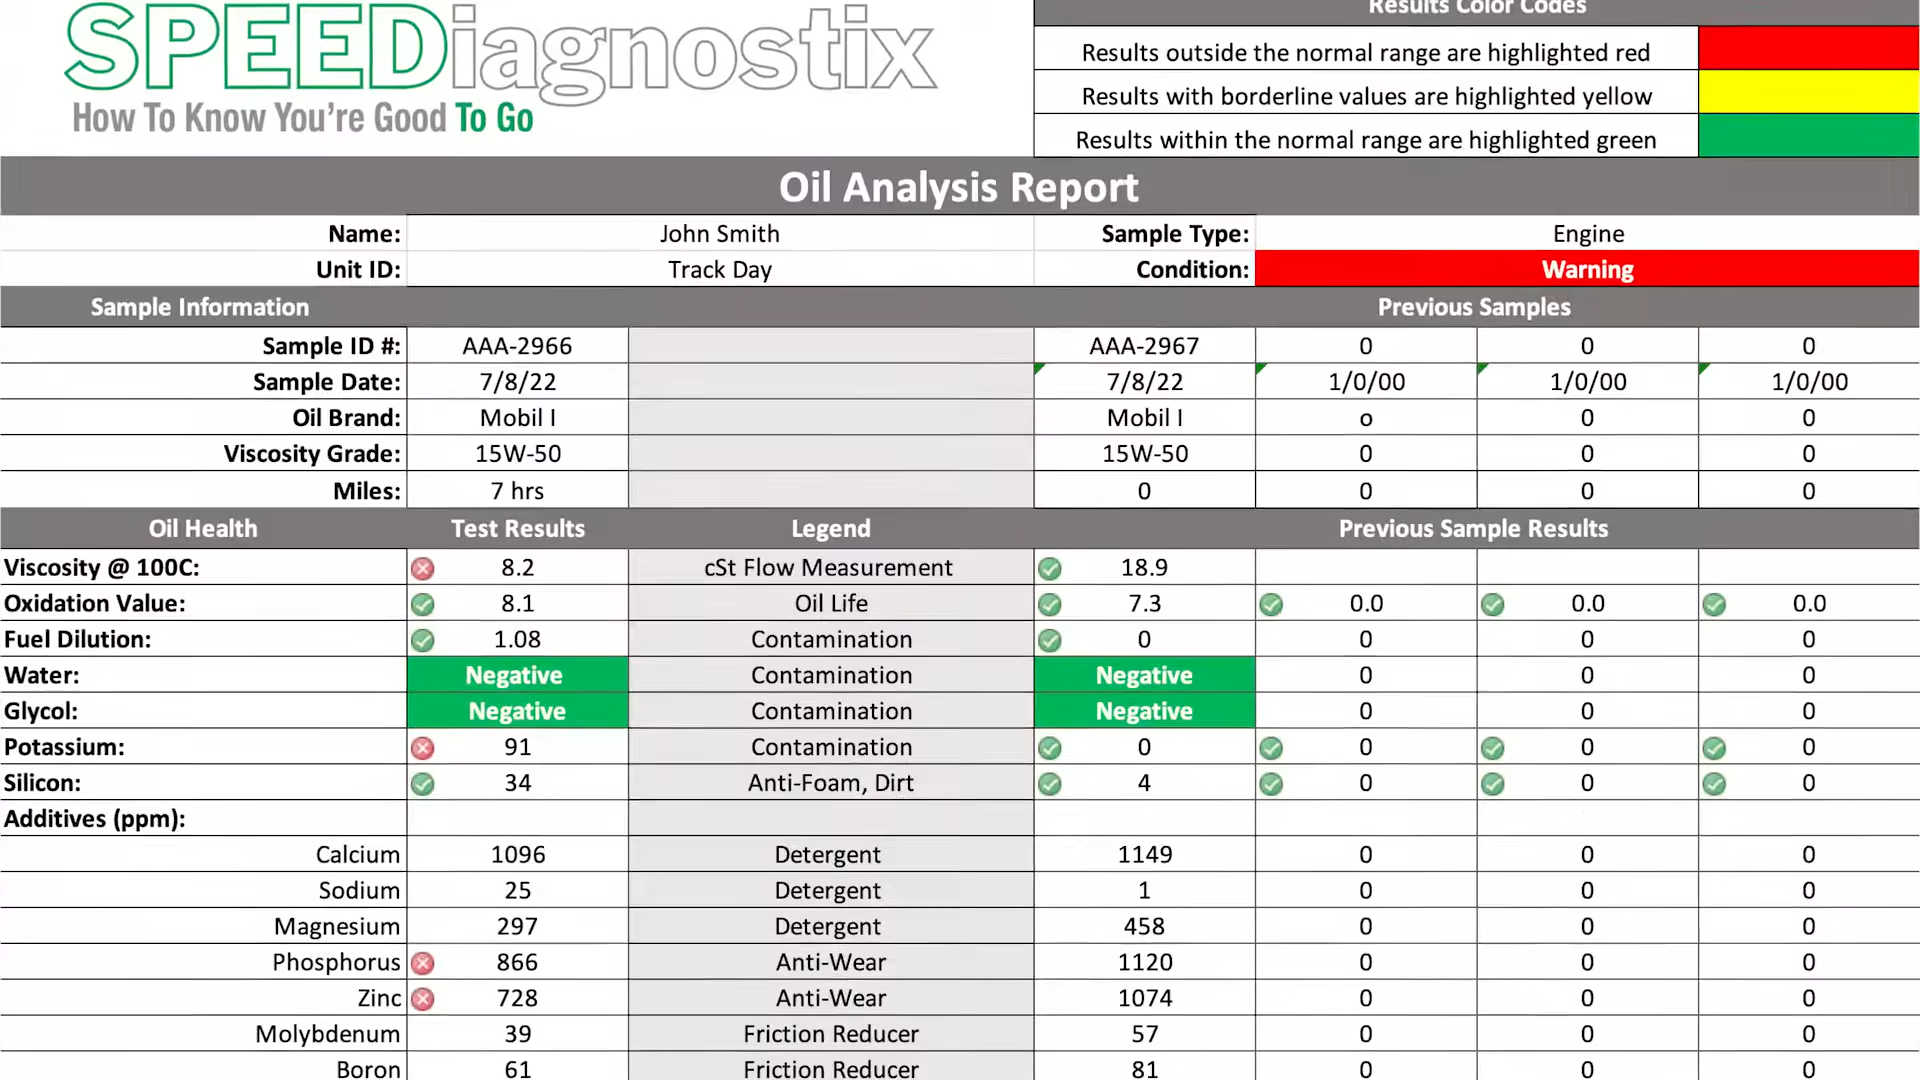 SPEEDiagnostix
How To Know You're Good To Go
Results Color Codes
Results outside the normal range are highlighted red
Results with borderline values are highlighted yellow
Results within the normal range are highlighted green
Oil Analysis Report
Name: John Smith Sample Type: Engine
Unit ID: Track Day Condition: Warning
Sample Information Previous Samples
Sample ID #: AAA-2966 AAA-2967 0 0 0
Sample Date: 7/8/22 7/8/22 1/0/00 1/0/00 1/0/00
Oil Brand: Mobil I Mobil I o 0 0
Viscosity Grade: 15W-50 15W-50 0 0 0
Miles: 7 hrs 0 0 0 0
Oil Health Test Results Legend Previous Sample Results
Viscosity @ 100C: 8.2 cSt Flow Measurement 18.9
Oxidation Value: 8.1 Oil Life 7.3 0.0 0.0 0.0
Fuel Dilution: 1.08 Contamination 0 0 0 0
Water: Negative Contamination Negative 0 0 0
Glycol: Negative Contamination Negative 0 0 0
Potassium: 91 Contamination 0 0 0 0
Silicon: 34 Anti-Foam, Dirt 4 0 0 0
Additives (ppm):
Calcium 1096 Detergent 1149 0 0 0
Sodium 25 Detergent 1 0 0 0
Magnesium 297 Detergent 458 0 0 0
Phosphorus 866 Anti-Wear 1120 0 0 0
Zinc 728 Anti-Wear 1074 0 0 0
Molybdenum 39 Friction Reducer 57 0 0 0
Boron 61 Friction Reducer 81 0 0 0